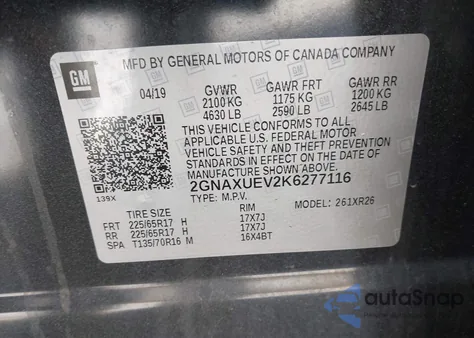 MFD BY GENERAL MOTORS OF CANADA COMPANY
GM
04/19 GVWR GAWR FRT GAWR RR
2100 KG 1175 KG 1200 KG
4630 LB 2590 LB 2645 LB
THIS VEHICLE CONFORMS TO ALL
APPLICABLE U.S. FEDERAL MOTOR
VEHICLE SAFETY AND THEFT PREVENTION
STANDARDS IN EFFECT ON THE DATE OF
MANUFACTURE SHOWN ABOVE.
2GNAXUEV2K6277116
139X TYPE: M.P.V. MODEL: 261XR26
TIRE SIZE RIM
FRT 225/65R17 H 17X7J
RR 225/65R17 H 17X7J
SPA T135/70R16 M 16X4BT
autoSnap